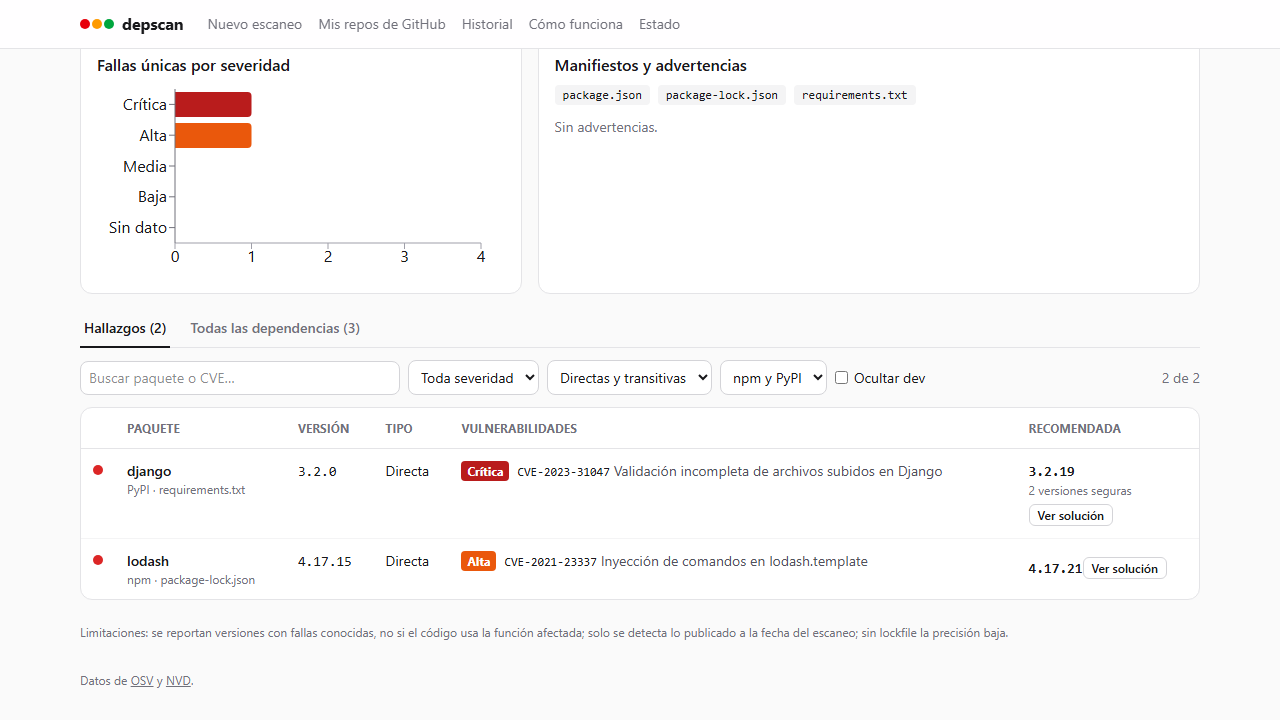 depscan Nuevo escaneo Mis repos de GitHub Historial Cómo funciona Estado
Fallas únicas por severidad
Crítica
Alta
Media
Baja
Sin dato
0 1 2 3 4
Manifiestos y advertencias
package.json package-lock.json requirements.txt
Sin advertencias.
Hallazgos (2) Todas las dependencias (3)
Buscar paquete o CVE... Toda severidad Directas y transitivas npm y PyPI Ocultar dev 2 de 2
PAQUETE VERSIÓN TIPO VULNERABILIDADES RECOMENDADA
django 3.2.0 Directa Crítica CVE-2023-31047 Validación incompleta de archivos subidos en Django 3.2.19
PyPI · requirements.txt 2 versiones seguras
Ver solución
lodash 4.17.15 Directa Alta CVE-2021-23337 Inyección de comandos en lodash.template 4.17.21 Ver solución
npm · package-lock.json
Limitaciones: se reportan versiones con fallas conocidas, no si el código usa la función afectada; solo se detecta lo publicado a la fecha del escaneo; sin lockfile la precisión baja.
Datos de OSV y NVD.